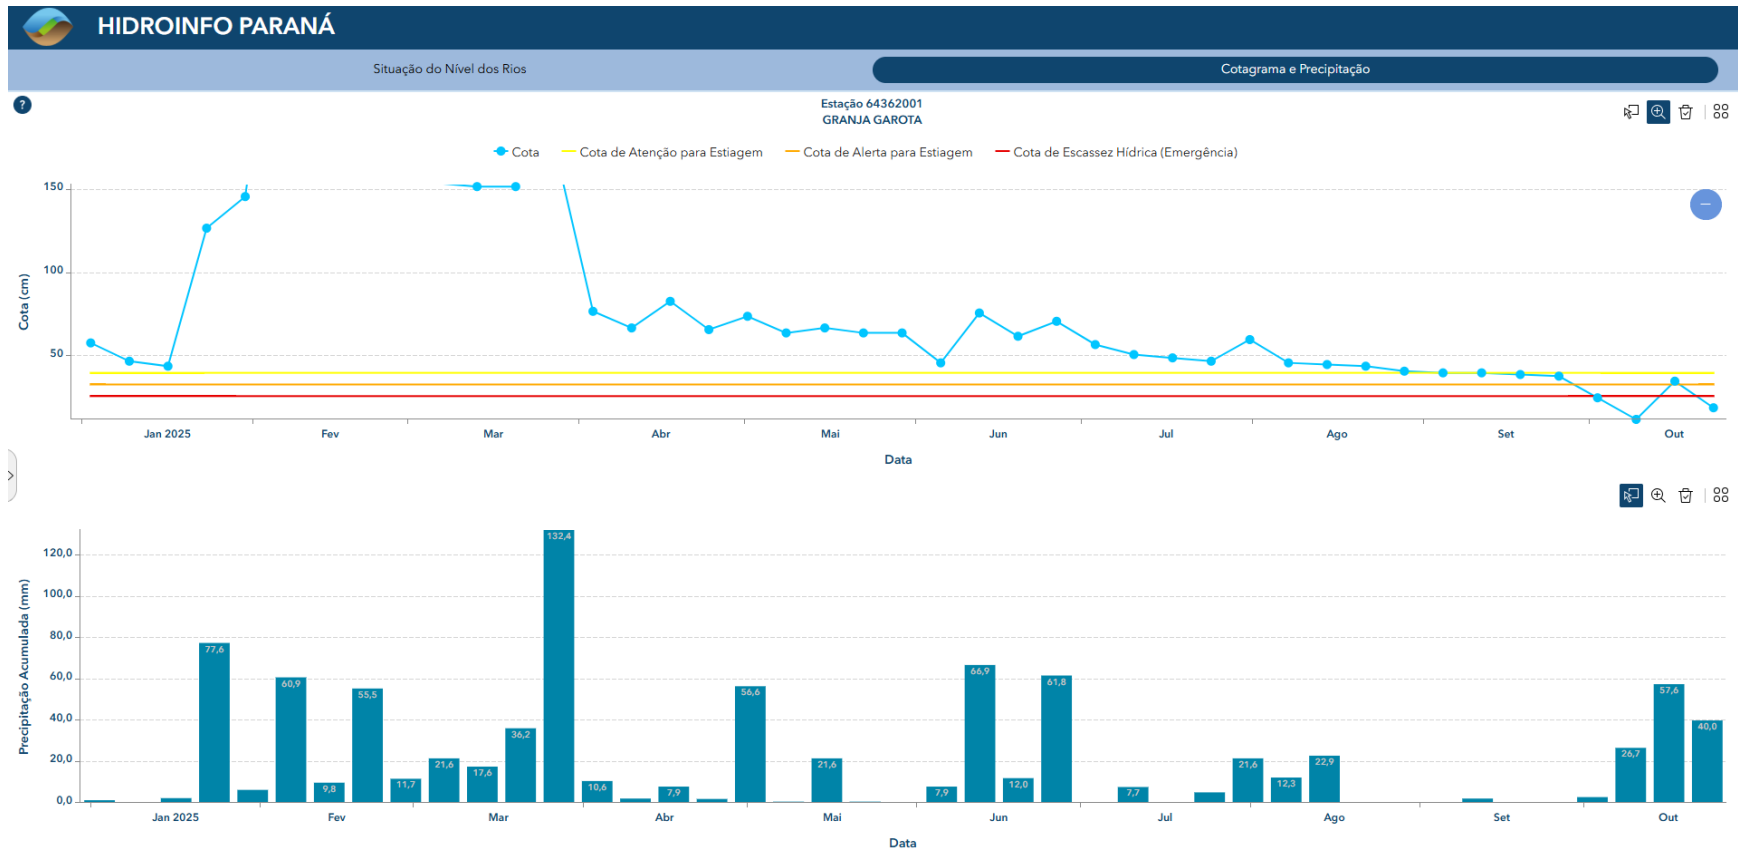 HIDROINFO PARANÁ
Situação do Nível dos Rios
Cotagrama e Precipitação
?
Estação 64362001
GRANJA GAROTA
Cota
Cota de Atenção para Estiagem
Cota de Alerta para Estiagem
Cota de Escassez Hídrica (Emergência)
Cota (cm)
150
100
50
Jan 2025
Fev
Mar
Abr
Mai
Jun
Jul
Ago
Set
Out
Data
Precipitação Acumulada (mm)
120,0
100,0
80,0
60,0
40,0
20,0
0,0
77,6
60,9
9,8
55,5
11,7
21,6
17,6
36,2
132,4
10,6
7,9
56,6
21,6
7,9
66,9
12,0
61,8
7,7
21,6
12,3
22,9
26,7
57,6
40,0
Jan 2025
Fev
Mar
Abr
Mai
Jun
Jul
Ago
Set
Out
Data